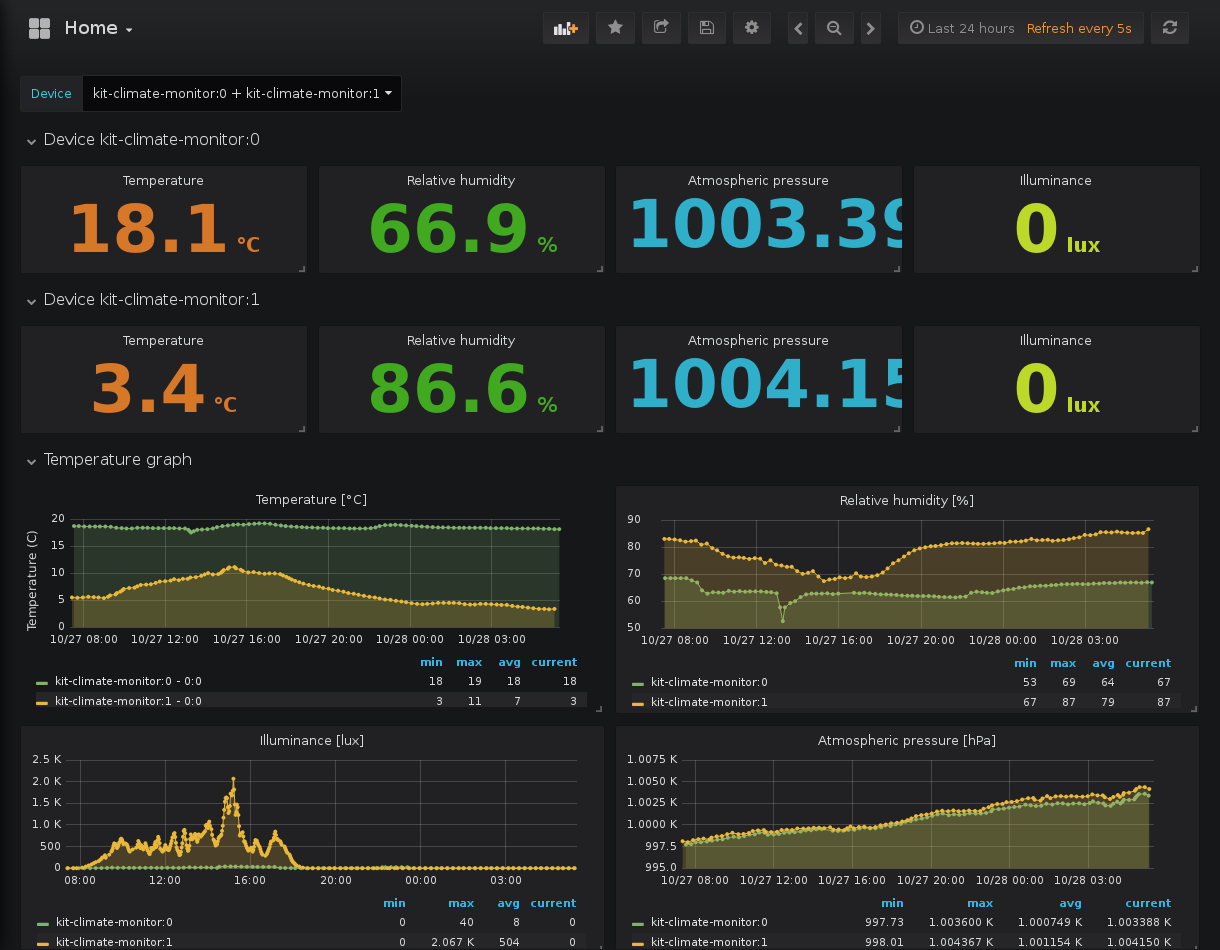 Home
Last 24 hours Refresh every 5s
Device kit-climate-monitor:0 + kit-climate-monitor:1
Device kit-climate-monitor:0
Temperature Relative humidity Atmospheric pressure Illuminance
18.1 °C 66.9 % 1003.39 0 lux
Device kit-climate-monitor:1
Temperature Relative humidity Atmospheric pressure Illuminance
3.4 °C 86.6 % 1004.15 0 lux
Temperature graph
Temperature [°C]
Temperature (C)
20
15
10
5
0
10/27 08:00 10/27 12:00 10/27 16:00 10/27 20:00 10/28 00:00 10/28 03:00
min max avg current
kit-climate-monitor:0 - 0:0 18 19 18 18
kit-climate-monitor:1 - 0:0 3 11 7 3
Relative humidity [%]
90
80
70
60
50
10/27 08:00 10/27 12:00 10/27 16:00 10/27 20:00 10/28 00:00 10/28 03:00
min max avg current
kit-climate-monitor:0 53 69 64 67
kit-climate-monitor:1 67 87 79 87
Illuminance [lux]
2.5 K
2.0 K
1.5 K
1.0 K
500
0
08:00 12:00 16:00 20:00 00:00 03:00
min max avg current
kit-climate-monitor:0 0 40 8 0
kit-climate-monitor:1 0 2.067 K 504 0
Atmospheric pressure [hPa]
1.0075 K
1.0050 K
1.0025 K
1.0000 K
997.5
995.0
10/27 08:00 10/27 12:00 10/27 16:00 10/27 20:00 10/28 00:00 10/28 03:00
min max avg current
kit-climate-monitor:0 997.73 1.003600 K 1.000749 K 1.003388 K
kit-climate-monitor:1 998.01 1.004367 K 1.001154 K 1.004150 K